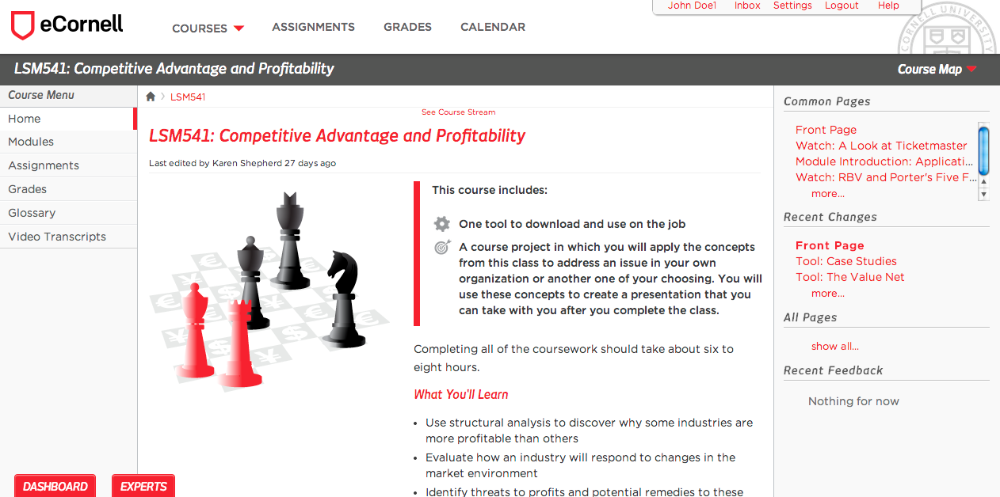 eCornell
COURSES
ASSIGNMENTS
GRADES
CALENDAR
John Doe1
Inbox
Settings
Logout
Help
CORNELL UNIVERSITY
LSM541: Competitive Advantage and Profitability
Course Map
Course Menu
Home
Modules
Assignments
Grades
Glossary
Video Transcripts
LSM541
See Course Stream
LSM541: Competitive Advantage and Profitability
Last edited by Karen Shepherd 27 days ago
€ ¥ $
This course includes:
One tool to download and use on the job
A course project in which you will apply the concepts
from this class to address an issue in your own
organization or another one of your choosing. You will
use these concepts to create a presentation that you
can take with you after you complete the class.
Completing all of the coursework should take about six to
eight hours.
What You'll Learn
• Use structural analysis to discover why some industries are
more profitable than others
• Evaluate how an industry will respond to changes in the
market environment
• Identify threats to profits and potential remedies to these
Common Pages
Front Page
Watch: A Look at Ticketmaster
Module Introduction: Applicati...
Watch: RBV and Porter's Five F...
more...
Recent Changes
Front Page
Tool: Case Studies
Tool: The Value Net
more...
All Pages
show all...
Recent Feedback
Nothing for now
DASHBOARD
EXPERTS